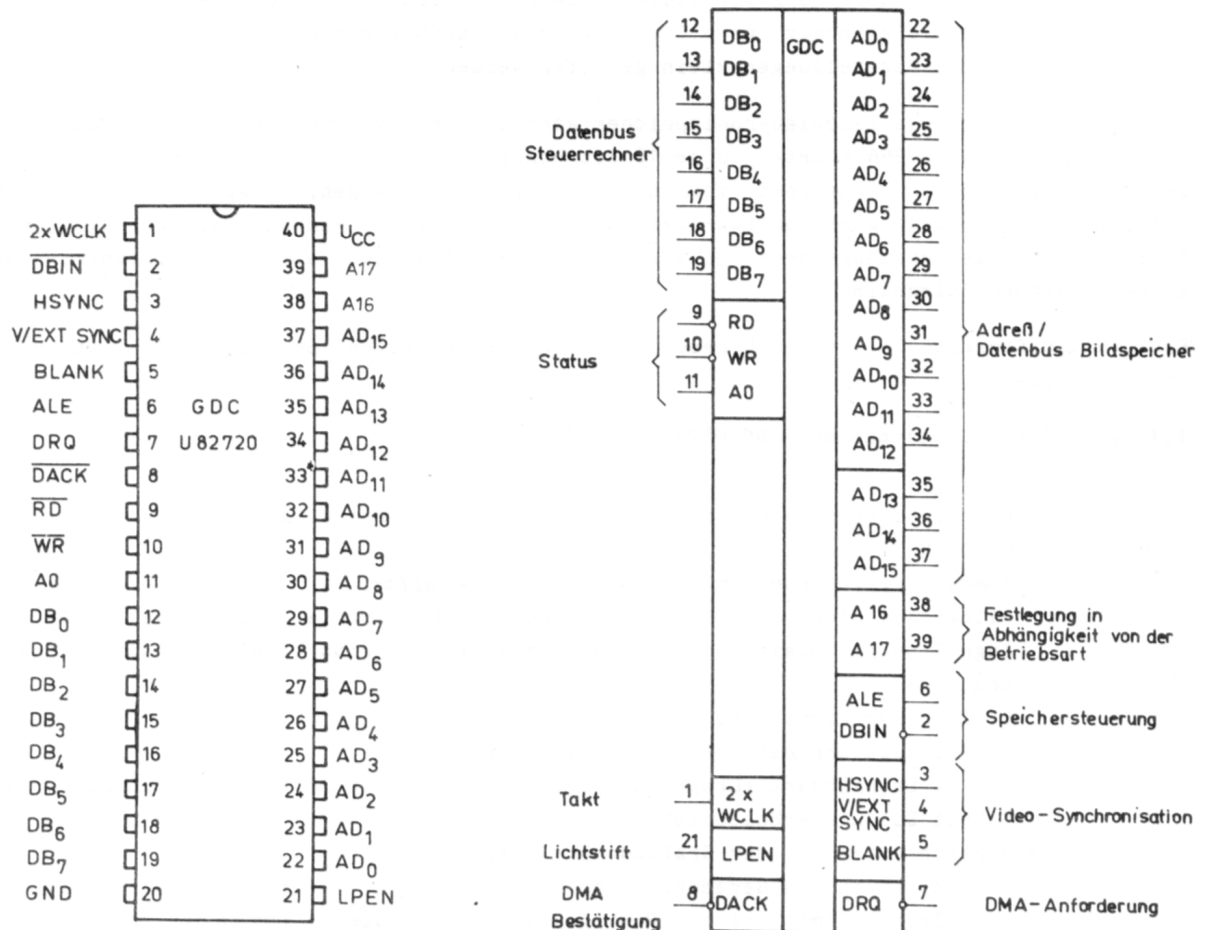 2xWCLK 1 40 UCC
DBIN 2 39 A17
HSYNC 3 38 A16
V/EXT SYNC 4 37 AD15
BLANK 5 36 AD14
ALE 6 GDC 35 AD13
DRQ 7 U82720 34 AD12
DACK 8 33 AD11
RD 9 32 AD10
WR 10 31 AD9
A0 11 30 AD8
DB0 12 29 AD7
DB1 13 28 AD6
DB2 14 27 AD5
DB3 15 26 AD4
DB4 16 25 AD3
DB5 17 24 AD2
DB6 18 23 AD1
DB7 19 22 AD0
GND 20 21 LPEN
12 DB0 GDC AD0 22
13 DB1 AD1 23
14 DB2 AD2 24
15 DB3 AD3 25
Datenbus
Steuerrechner
16 DB4 AD4 26
17 DB5 AD5 27
18 DB6 AD6 28
19 DB7 AD7 29
AD8 30
9 RD AD9 31
Adreß/
Datenbus Bildspeicher
Status
10 WR AD10 32
11 A0 AD11 33
AD12 34
AD13 35
AD14 36
AD15 37
A 16 38
A 17 39
Festlegung in
Abhängigkeit von der
Betriebsart
ALE 6
DBIN 2
Speichersteuerung
Takt 1 2 x
WCLK
HSYNC 3
V/EXT 4
SYNC
BLANK 5
Video-Synchronisation
Lichtstift 21 LPEN
DMA
Bestätigung
8 DACK
DRQ 7 DMA-Anforderung